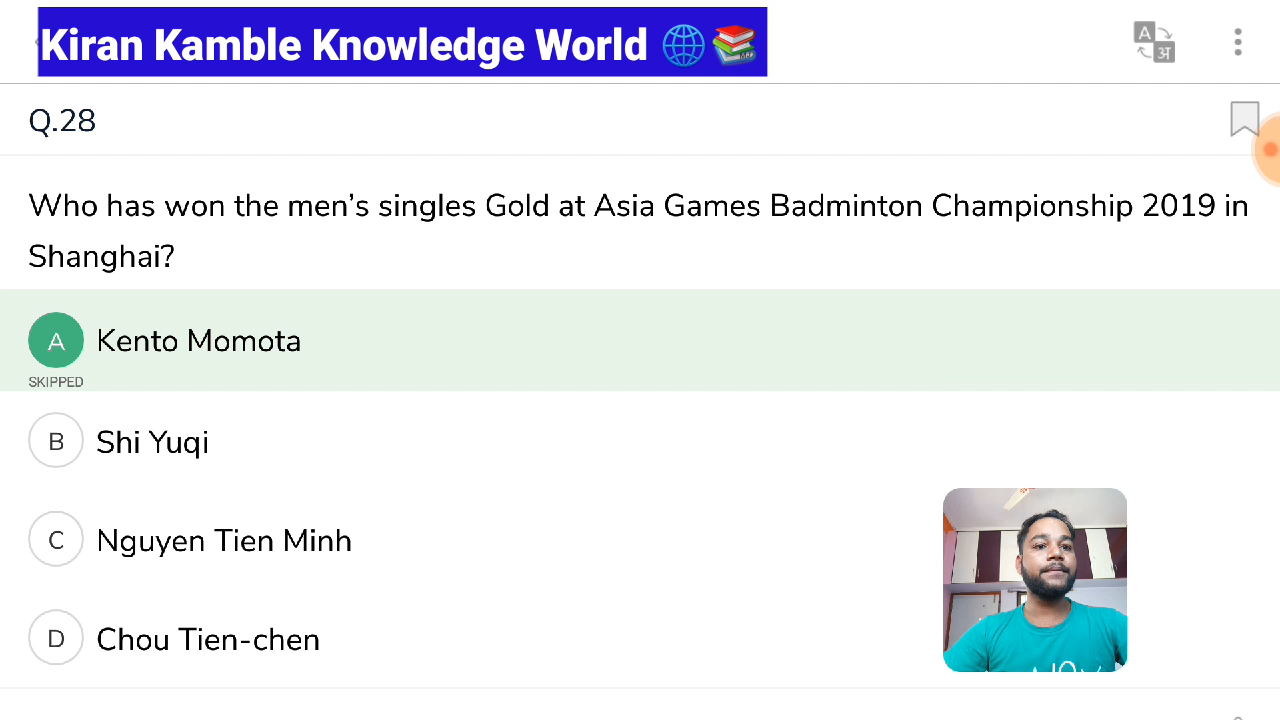 Kiran Kamble Knowledge World
Q.28
Who has won the men's singles Gold at Asia Games Badminton Championship 2019 in
Shanghai?
A Kento Momota
SKIPPED
B Shi Yuqi
C Nguyen Tien Minh
D Chou Tien-chen